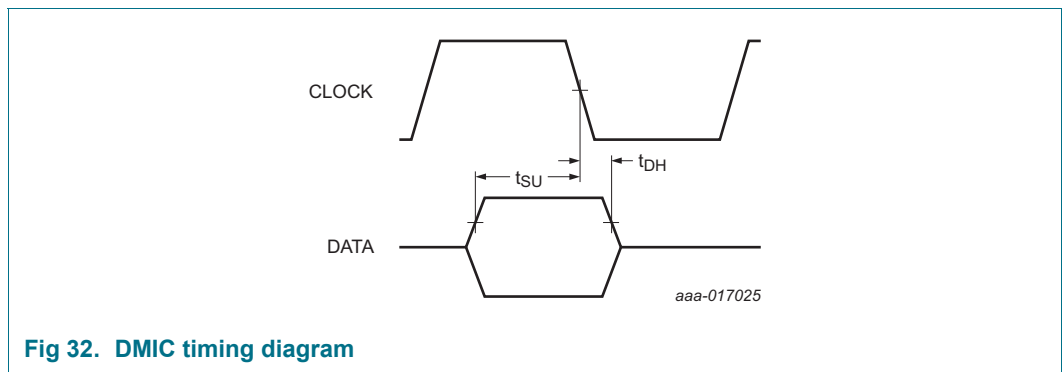 CLOCK
tDH
tSU
DATA
aaa-017025
Fig 32. DMIC timing diagram